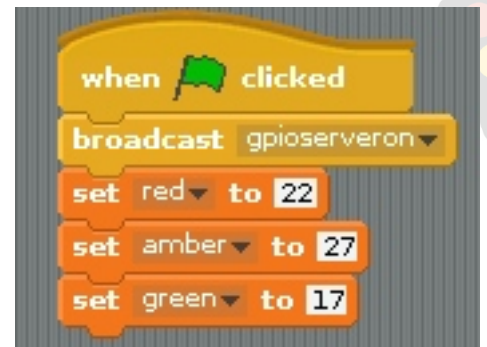 when clicked
broadcast gpioserveron
set red to 22
set amber to 27
set green to 17